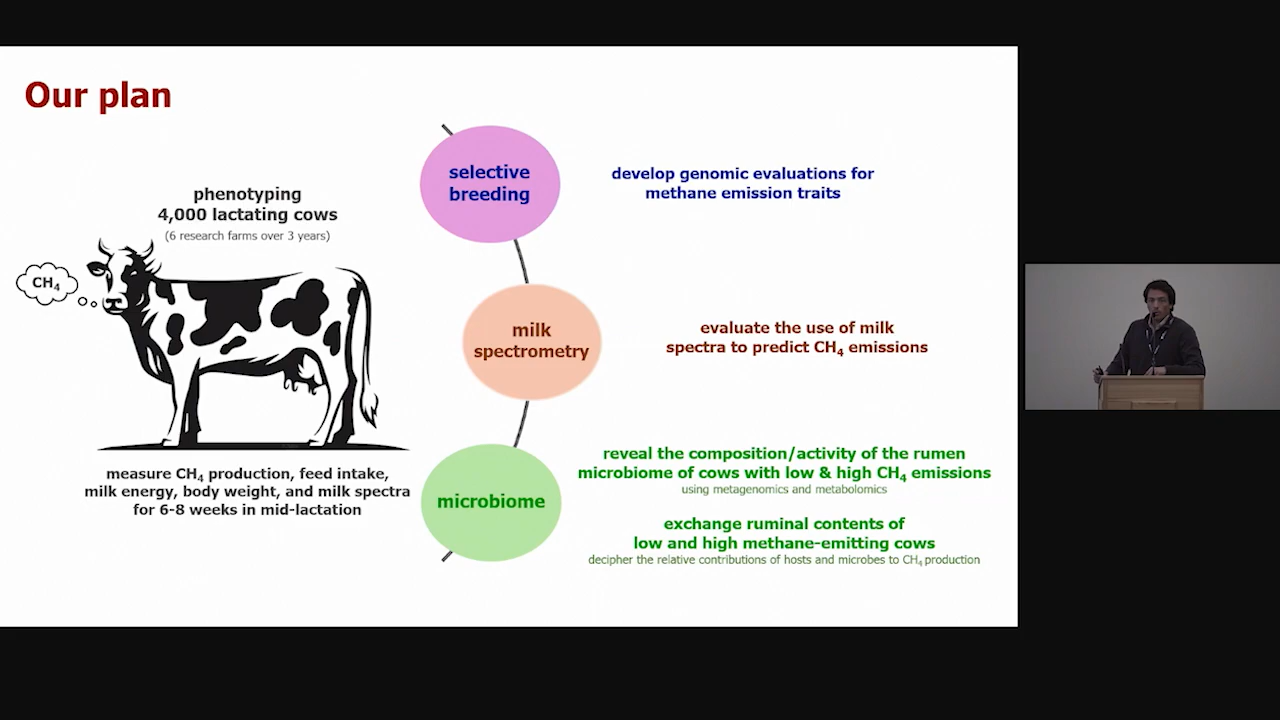 Our plan
phenotyping
4,000 lactating cows
(6 research farms over 3 years)
CH₄
measure CH₄ production, feed intake,
milk energy, body weight, and milk spectra
for 6-8 weeks in mid-lactation
selective
breeding
develop genomic evaluations for
methane emission traits
milk
spectrometry
evaluate the use of milk
spectra to predict CH₄ emissions
microbiome
reveal the composition/activity of the rumen
microbiome of cows with low & high CH₄ emissions
using metagenomics and metabolomics
exchange ruminal contents of
low and high methane-emitting cows
decipher the relative contributions of hosts and microbes to CH₄ production